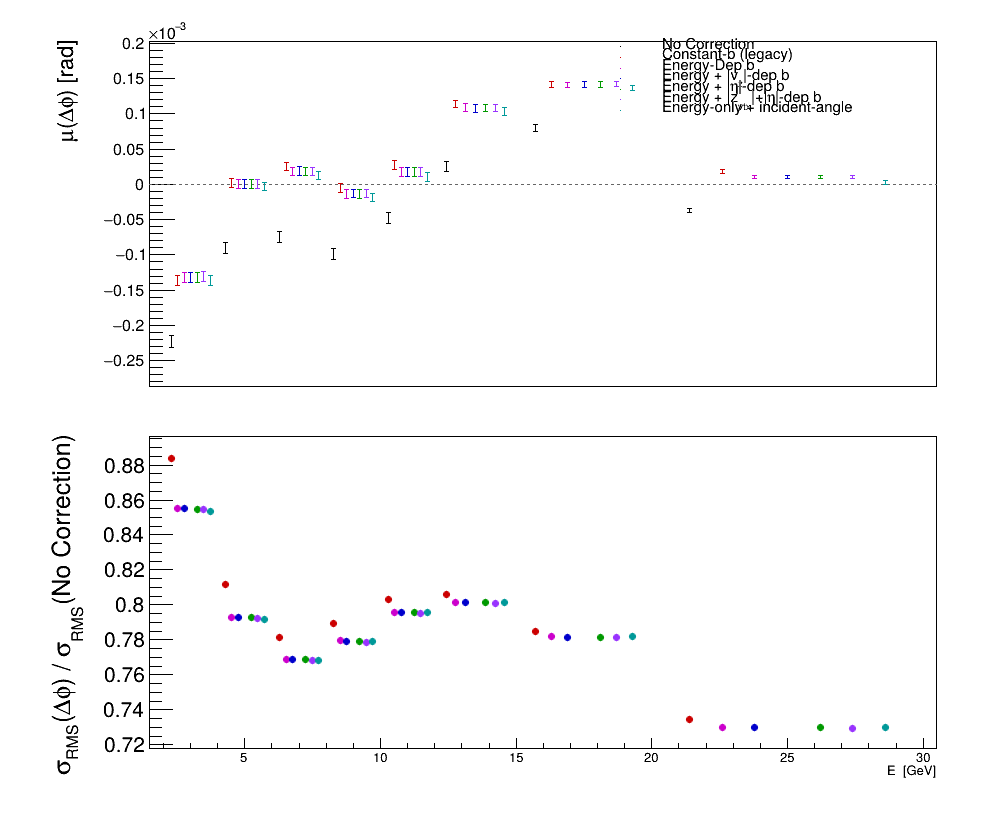 ×10⁻³
μ(Δϕ) [rad]
0.2
0.15
0.1
0.05
0
−0.05
−0.1
−0.15
−0.2
−0.25
No Correction
Constant-b (legacy)
Energy-Dep b
Energy + |v
|-dep b
Energy + |η|-dep b
Energy + |z
|+|η|-dep b
Energy-only + incident-angle
σRMS(Δϕ) / σRMS(No Correction)
0.88
0.86
0.84
0.82
0.8
0.78
0.76
0.74
0.72
5
10
15
20
25
30
E [GeV]